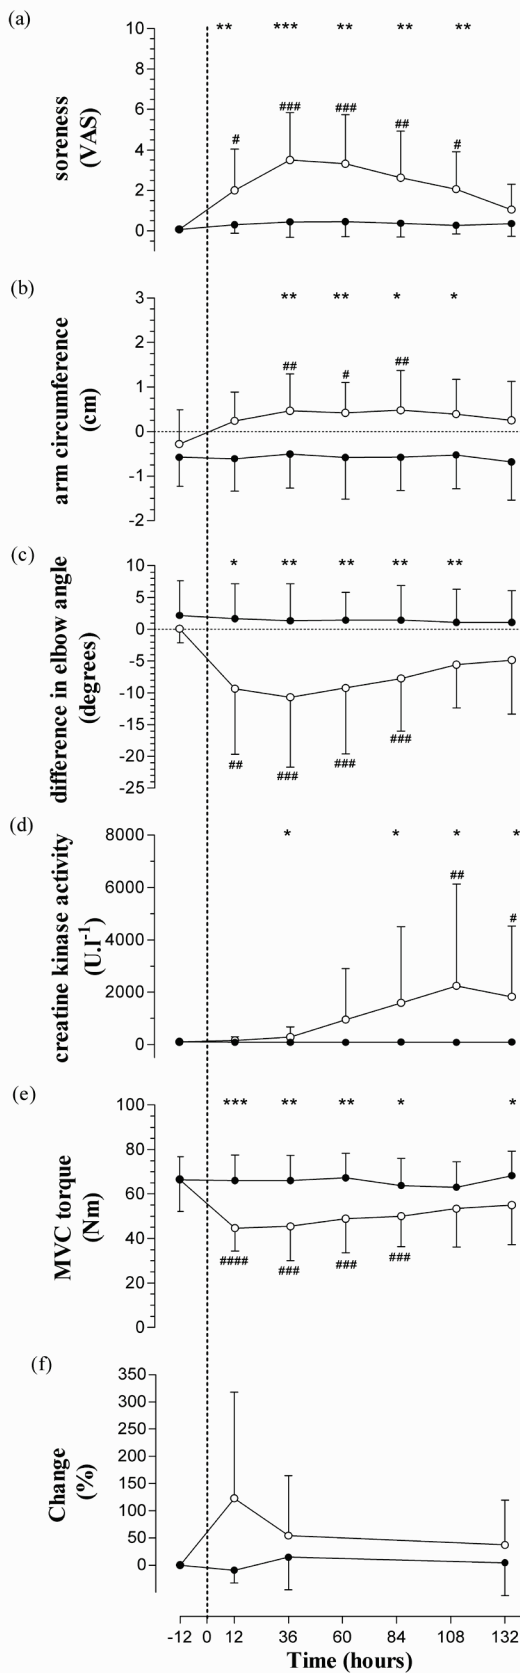 (a)
** *** ** ** **
10
8
6
4
2
0
soreness
(VAS)
# ### ### ## #
(b)
** ** * *
3
2
1
0
-1
-2
arm circumference
(cm)
## # ##
(c)
* ** ** ** **
10
5
0
-5
-10
-15
-20
-25
difference in elbow angle
(degrees)
## ### ### ###
(d)
* * * *
8000
6000
4000
2000
0
creatine kinase activity
(U.l-1)
## #
(e)
*** ** ** * *
100
80
60
40
20
0
MVC torque
(Nm)
#### ### ### ###
(f)
350
300
250
200
150
100
50
0
Change
(%)
-12 0 12 36 60 84 108 132
Time (hours)